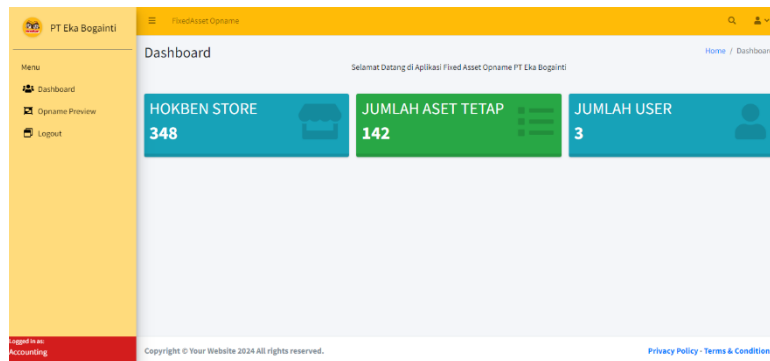 PT Eka Bogainti
FixedAsset Opname
Menu
Dashboard
Opname Preview
Logout
Dashboard
Home / Dashboar
Selamat Datang di Aplikasi Fixed Asset Opname PT Eka Bogainti
HOKBEN STORE
348
JUMLAH ASET TETAP
142
JUMLAH USER
3
Logged in as:
Accounting
Copyright © Your Website 2024 All rights reserved.
Privacy Policy - Terms & Condition